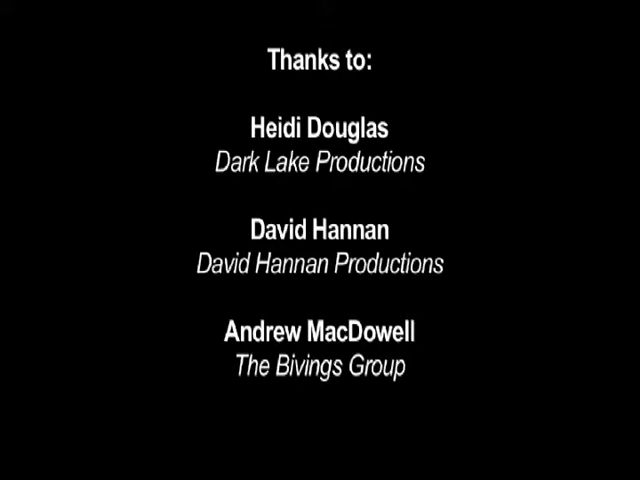 Thanks to:
Heidi Douglas
Dark Lake Productions
David Hannan
David Hannan Productions
Andrew MacDowell
The Bivings Group